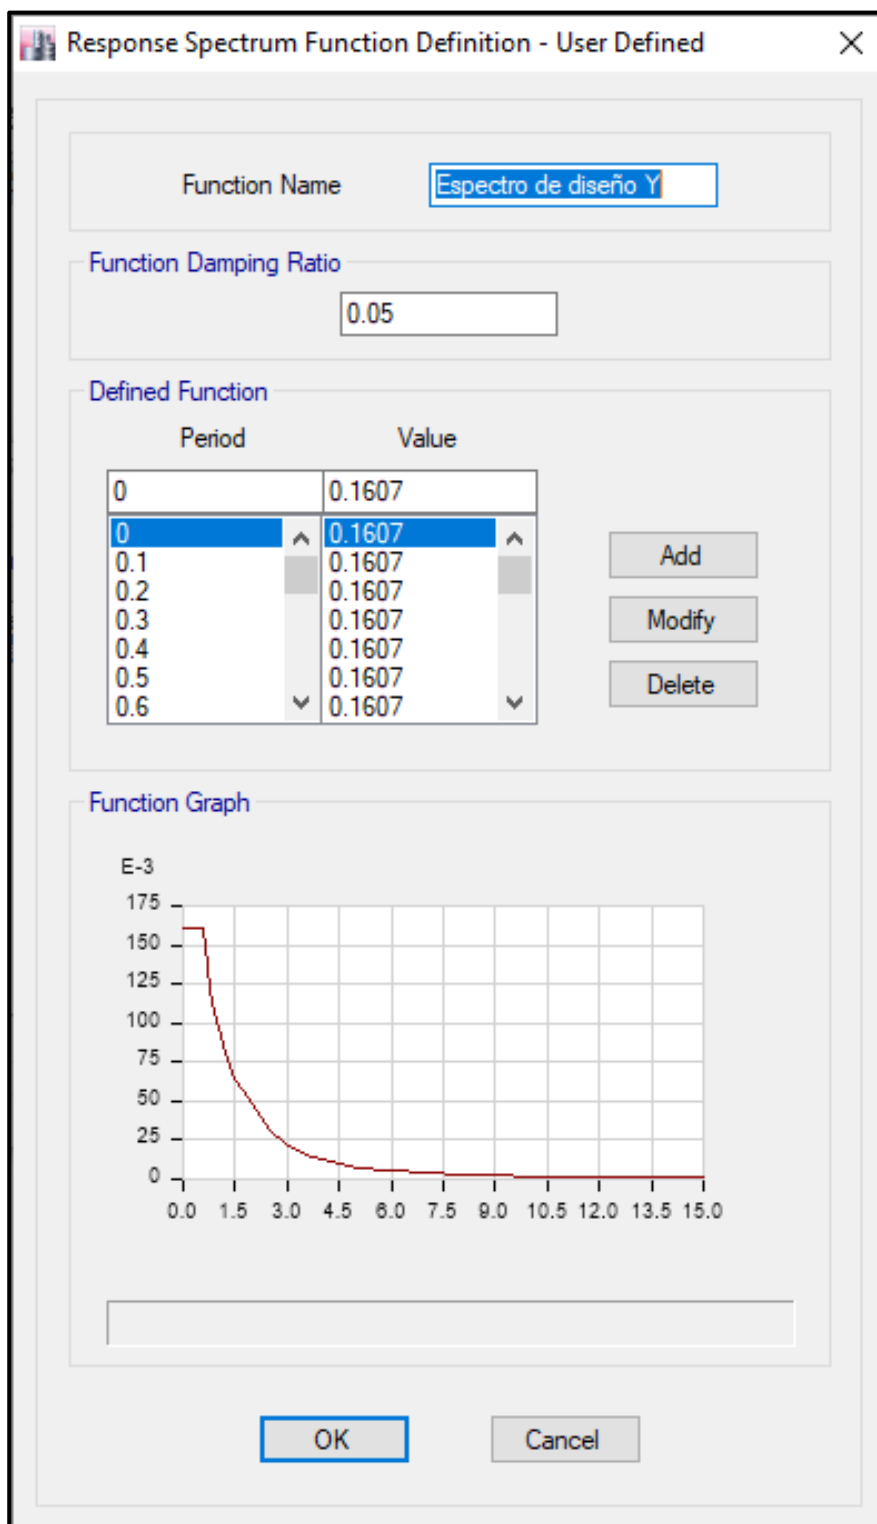 Response Spectrum Function Definition - User Defined
Function Name Espectro de diseño Y
Function Damping Ratio
0.05
Defined Function
Period Value
0 0.1607
0 0.1607
0.1 0.1607
0.2 0.1607
0.3 0.1607
0.4 0.1607
0.5 0.1607
0.6 0.1607
Add
Modify
Delete
Function Graph
E-3
175
150
125
100
75
50
25
0
0.0 1.5 3.0 4.5 6.0 7.5 9.0 10.5 12.0 13.5 15.0
OK Cancel